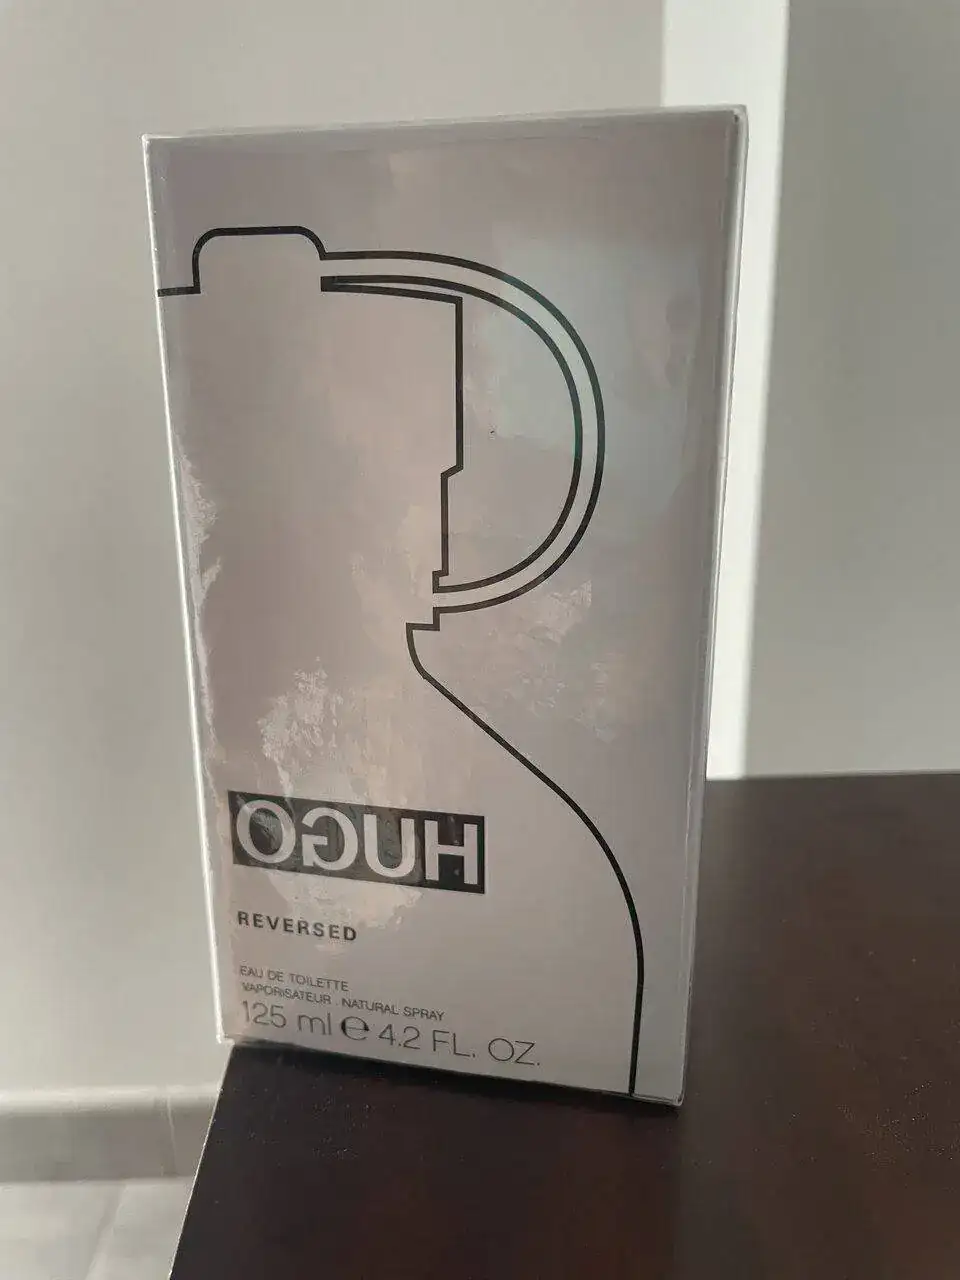 HUGO
REVERSED
EAU DE TOILETTE
VAPORISATEUR . NATURAL SPRAY
125 ml ℮ 4.2 FL. OZ.